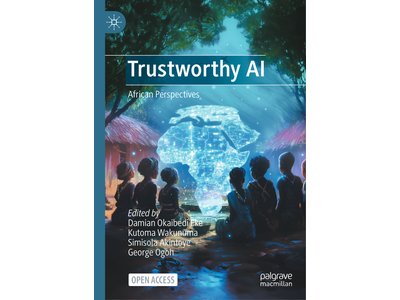 Trustworthy AI
African Perspectives
Edited by
Damian Okaibedi Eke
Kutoma Wakunuma
Simisola Akintoye
George Ogoh
OPEN ACCESS
palgrave
macmillan